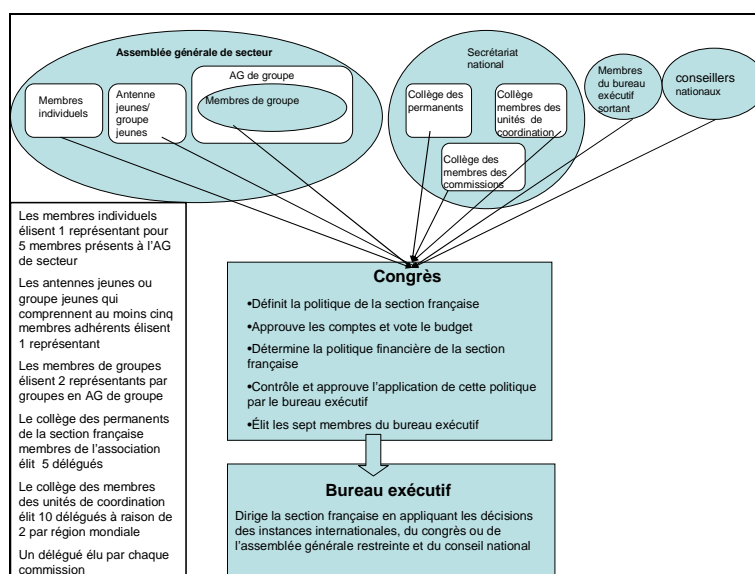 Assemblée générale de secteur
Membres
individuels
Antenne
jeunes/
groupe
jeunes
AG de groupe
Membres de groupe
Secrétariat
national
Collège des
permanents
Collège
membres des
unités de
coordination
Collège des
membres des
commissions
Membres
du bureau
exécutif
sortant
conseillers
nationaux
Les membres individuels
élisent 1 représentant pour
5 membres présents à l'AG
de secteur
Les antennes jeunes ou
groupe jeunes qui
comprennent au moins cinq
membres adhérents élisent
1 représentant
Les membres de groupes
élisent 2 représentants par
groupes en AG de groupe
Le collège des permanents
de la section française
membres de l'association
élit 5 délégués
Le collège des membres
des unités de coordination
élit 10 délégués à raison de
2 par région mondiale
Un délégué élu par chaque
commission
Congrès
•Définit la politique de la section française
•Approuve les comptes et vote le budget
•Détermine la politique financière de la section
française
•Contrôle et approuve l'application de cette politique
par le bureau exécutif
•Élit les sept membres du bureau exécutif
Bureau exécutif
Dirige la section française en appliquant les décisions
des instances internationales, du congrès ou de
l'assemblée générale restreinte et du conseil national